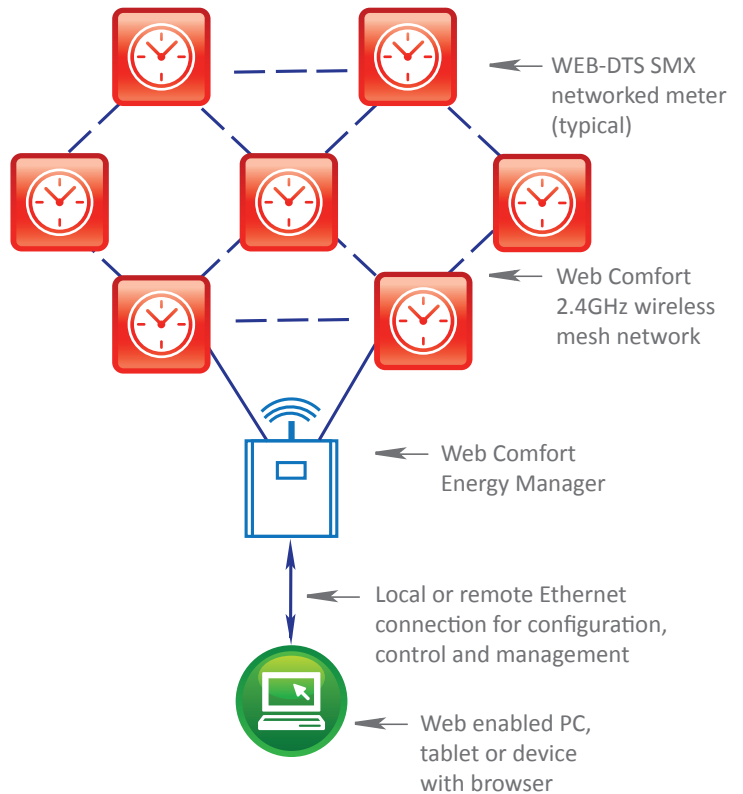 WEB-DTS SMX
networked meter
(typical)
Web Comfort
2.4GHz wireless
mesh network
Web Comfort
Energy Manager
Local or remote Ethernet
connection for configuration,
control and management
Web enabled PC,
tablet or device
with browser